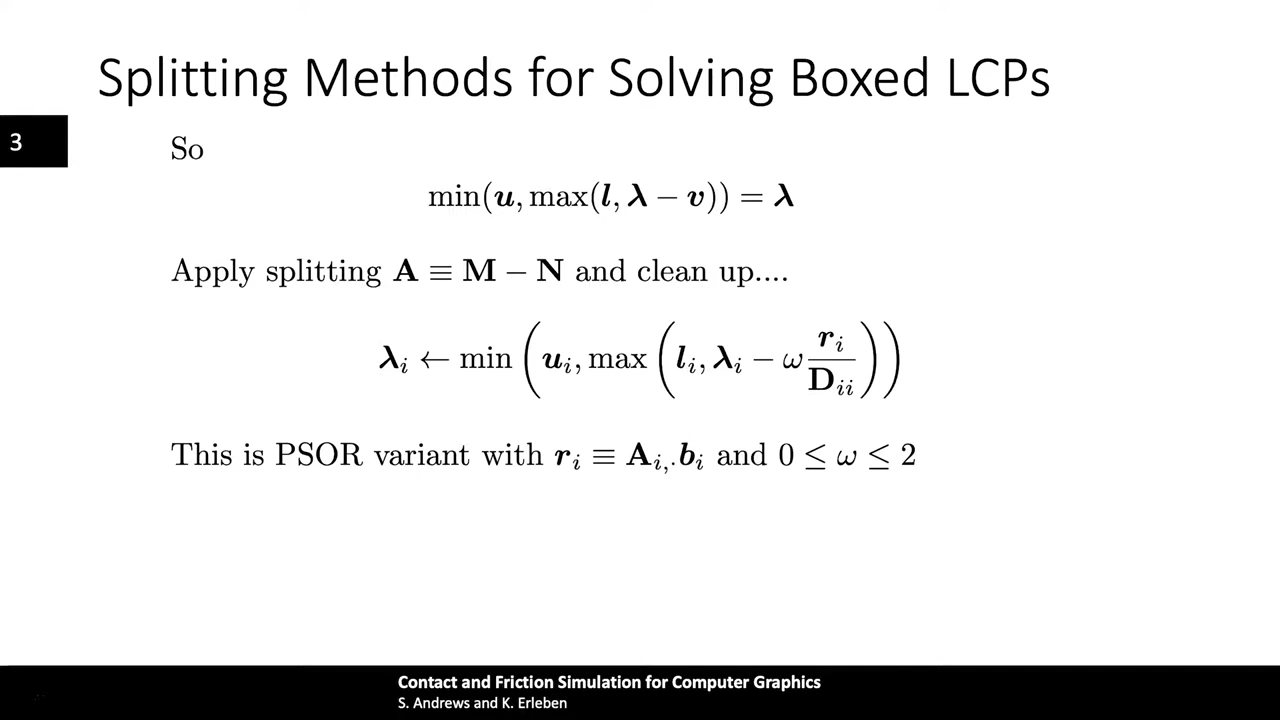 Splitting Methods for Solving Boxed LCPs
3
So
min(u, max(l, λ − v)) = λ
Apply splitting A ≡ M − N and clean up....
λᵢ ← min (uᵢ, max (lᵢ, λᵢ − ω rᵢ / Dᵢᵢ))
This is PSOR variant with rᵢ ≡ Aᵢ,.bᵢ and 0 ≤ ω ≤ 2
Contact and Friction Simulation for Computer Graphics
S. Andrews and K. Erleben